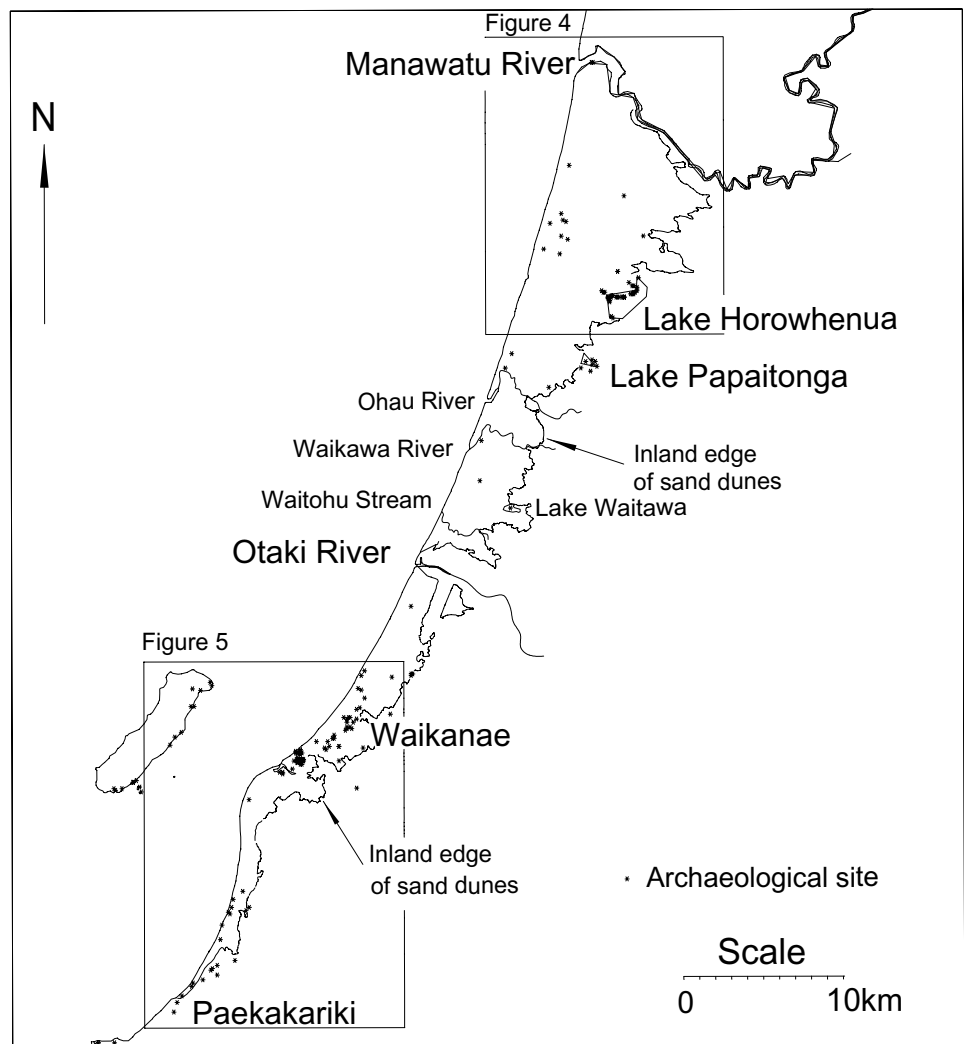 Figure 4
Manawatu River
N
Lake Horowhenua
Lake Papaitonga
Ohau River
Waikawa River
Inland edge
of sand dunes
Waitohu Stream
Lake Waitawa
Otaki River
Figure 5
Waikanae
Inland edge
of sand dunes
* Archaeological site
Scale
0 10km
Paekakariki